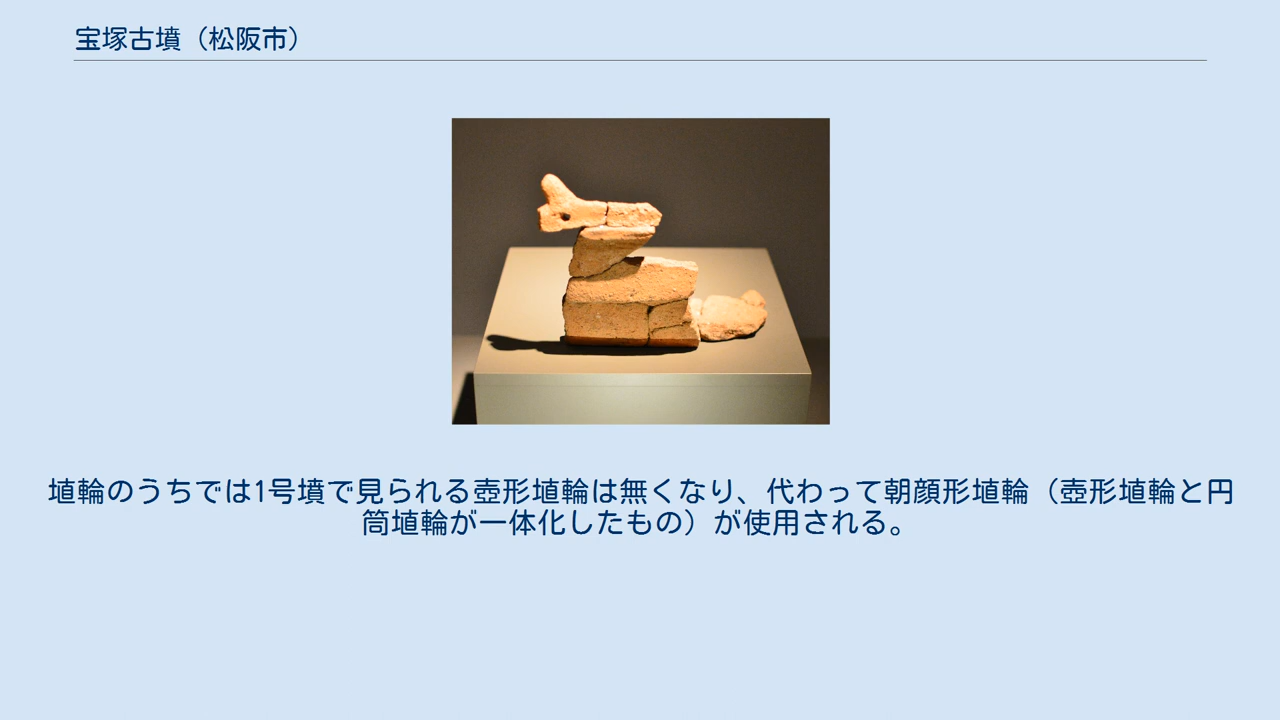 宝塚古墳（松阪市）
埴輪のうちでは1号墳で見られる壺形埴輪は無くなり、代わって朝顔形埴輪（壺形埴輪と円
筒埴輪が一体化したもの）が使用される。